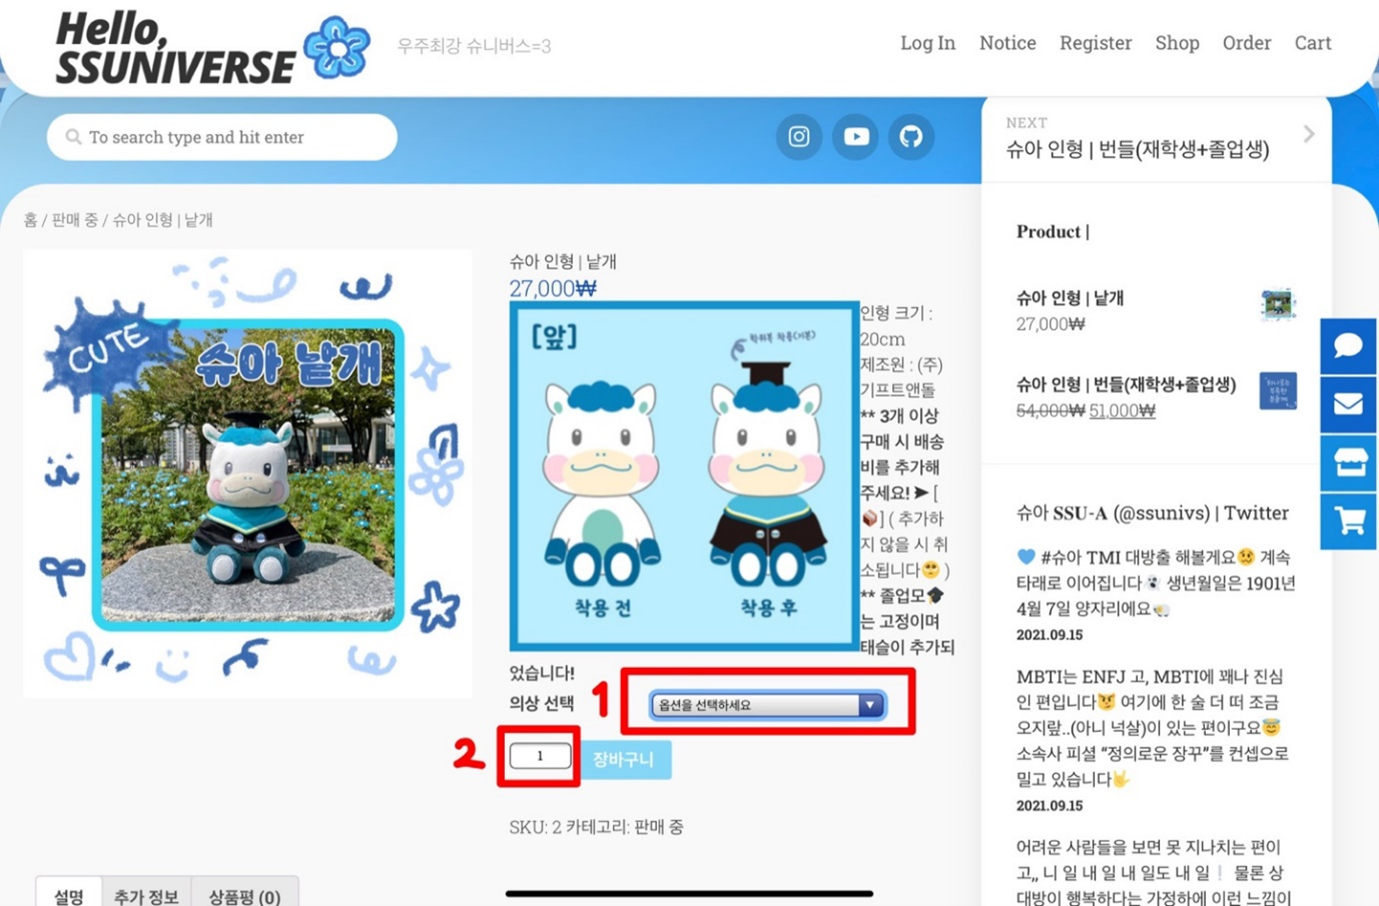 Hello,
SSUNIVERSE
우주최강 슈니버스=3
Log In Notice Register Shop Order Cart
To search type and hit enter
NEXT
슈아 인형 | 번들(재학생+졸업생)
홈 / 판매 중 / 슈아 인형 | 낱개
CUTE
슈아 낱개
슈아 인형 | 낱개
27,000₩
[앞]
학위복 착용(기본)
착용 전
착용 후
인형 크기 :
20cm
제조원 : (주)
기프트앤돌
** 3개 이상
구매 시 배송
비를 추가해
주세요! ➤ [
📦] ( 추가하
지 않을 시 취
소됩니다🥺 )
** 졸업모🎓
는 고정이며
태슬이 추가되
었습니다!
의상 선택
1
옵션을 선택하세요
2
1
장바구니
SKU: 2 카테고리: 판매 중
설명
추가 정보
상품평 (0)
Product |
슈아 인형 | 낱개
27,000₩
슈아 인형 | 번들(재학생+졸업생)
54,000₩ 51,000₩
슈아 SSU-A (@ssunivs) | Twitter
💙 #슈아 TMI 대방출 해볼게요🤨 계속
타래로 이어집니다 생년월일은 1901년
4월 7일 양자리에요🐑
2021.09.15
MBTI는 ENFJ 고, MBTI에 꽤나 진심
인 편입니다😼 여기에 한 술 더 떠 조금
오지랖..(아니 넉살)이 있는 편이구요😇
소속사 피셜 “정의로운 장꾸”를 컨셉으로
밀고 있습니다🤟
2021.09.15
어려운 사람들을 보면 못 지나치는 편이
고,, 니 일 내 일 내 일도 내 일❕ 물론 상
대방이 행복하다는 가정하에 이런 느낌이